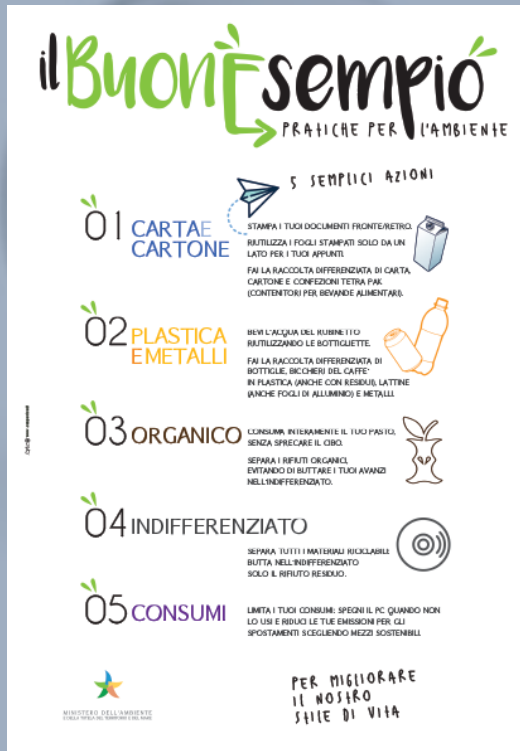 il BUONEsempio
PRATICHE PER L'AMBIENTE
5 SEMPLICI AZIONI
01 CARTA E
CARTONE
STAMPA I TUOI DOCUMENTI FRONTE/RETRO.
RIUTILIZZA I FOGLI STAMPATI SOLO DA UN
LATO PER I TUOI APPUNTI.
FAI LA RACCOLTA DIFFERENZIATA DI CARTA,
CARTONE E CONFEZIONI TETRA PAK
(CONTENITORI PER BEVANDE ALIMENTARI).
02 PLASTICA
E METALLI
BEVI L'ACQUA DEL RUBINETTO
RIUTILIZZANDO LE BOTTIGLIETTE.
FAI LA RACCOLTA DIFFERENZIATA DI
BOTTIGLIE, BICCHIERI DEL CAFFE'
IN PLASTICA (ANCHE CON RESIDUI), LATTINE
(ANCHE FOGLI DI ALLUMINIO) E METALLI.
03 ORGANICO
CONSUMA INTERAMENTE IL TUO PASTO,
SENZA SPRECARE IL CIBO.
SEPARA I RIFIUTI ORGANICI,
EVITANDO DI BUTTARE I TUOI AVANZI
NELL'INDIFFERENZIATO.
04 INDIFFERENZIATO
SEPARA TUTTI I MATERIALI RICICLABILI:
BUTTA NELL'INDIFFERENZIATO
SOLO IL RIFIUTO RESIDUO.
05 CONSUMI
LIMITA I TUOI CONSUMI: SPEGNI IL PC QUANDO NON
LO USI E RIDUCI LE TUE EMISSIONI PER GLI
SPOSTAMENTI SCEGLIENDO MEZZI SOSTENIBILI.
PER MIGLIORARE
IL NOSTRO
STILE DI VITA
MINISTERO DELL'AMBIENTE
E DELLA TUTELA DEL TERRITORIO E DEL MARE